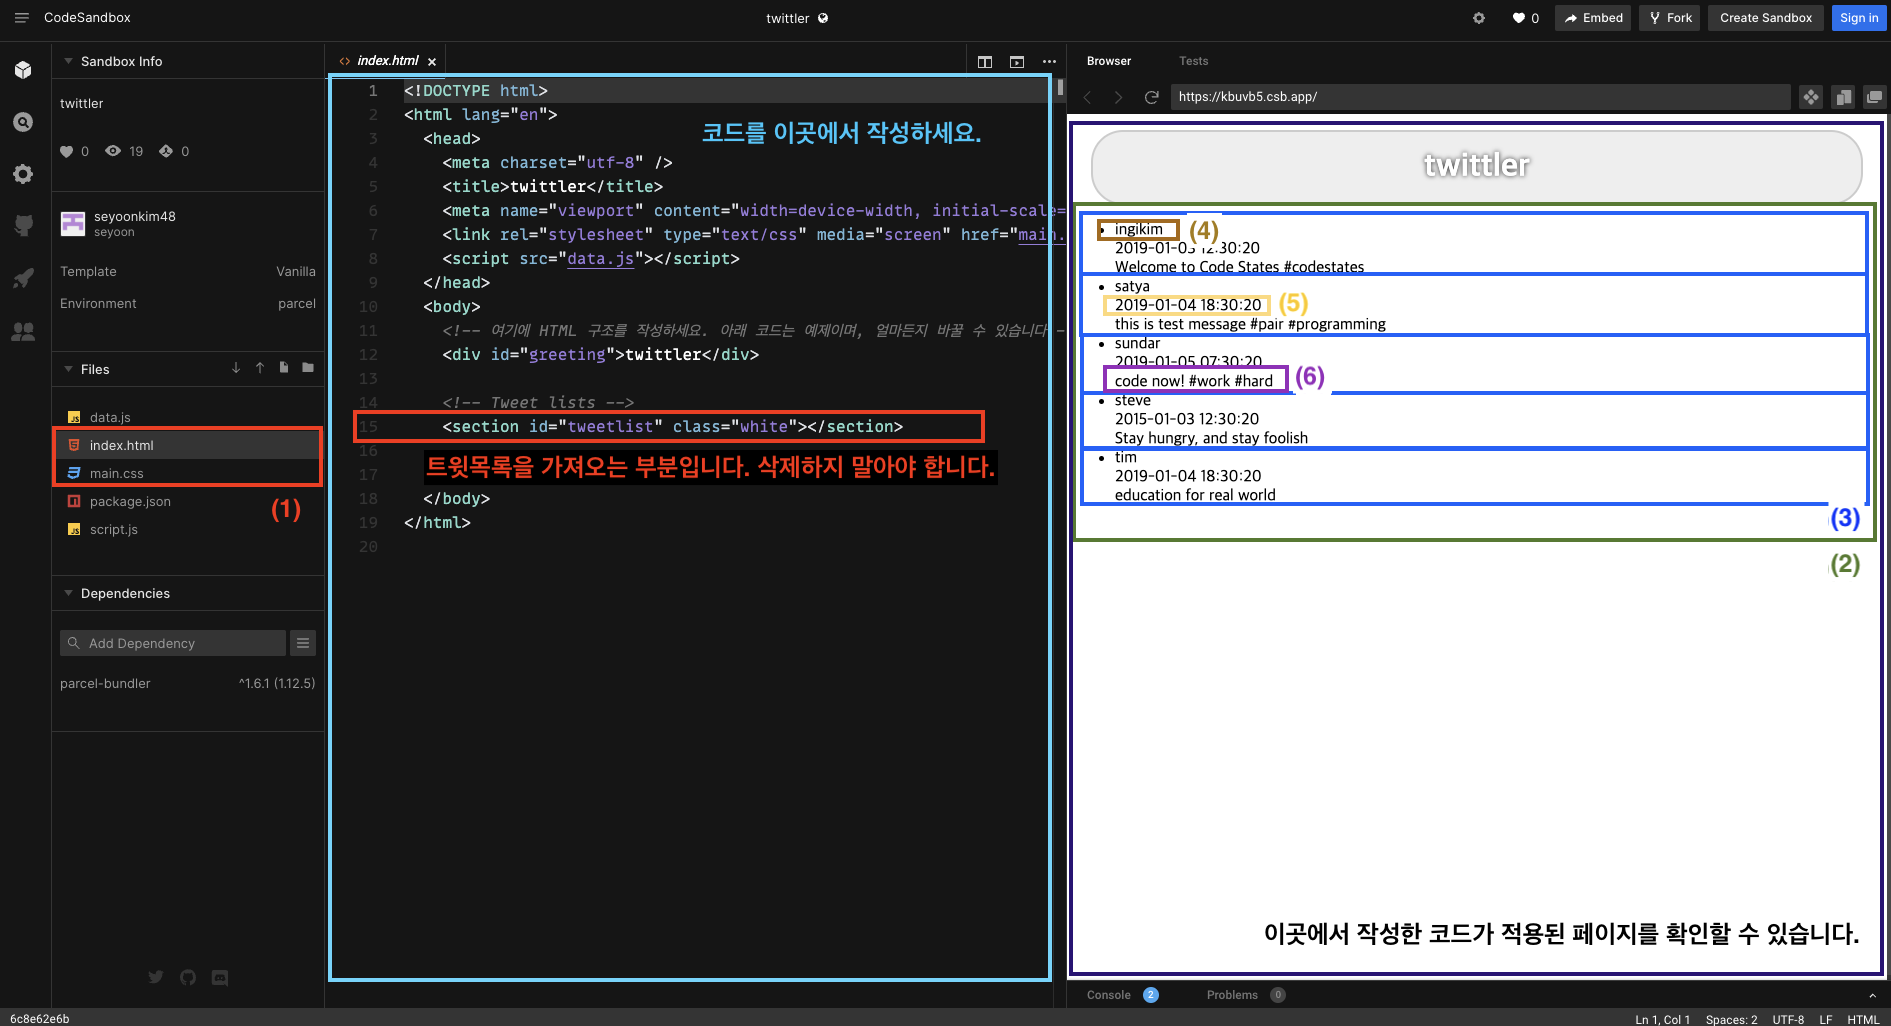 CodeSandbox
twittler
0
Embed
Fork
Create Sandbox
Sign in
Sandbox Info
twittler
0 19 0
seyoonkim48
seyoon
Template Vanilla
Environment parcel
Files
data.js
index.html
main.css
package.json
script.js
(1)
Dependencies
Add Dependency
parcel-bundler ^1.6.1 (1.12.5)
6c8e62e6b
<> index.html ×
1 <!DOCTYPE html>
2 <html lang="en">
3 <head>
4 <meta charset="utf-8" />
5 <title>twittler</title>
6 <meta name="viewport" content="width=device-width, initial-scale=
7 <link rel="stylesheet" type="text/css" media="screen" href="main.
8 <script src="data.js"></script>
9 </head>
10 <body>
11 <!-- 여기에 HTML 구조를 작성하세요. 아래 코드는 예제이며, 얼마든지 바꿀 수 있습니다 -
12 <div id="greeting">twittler</div>
13
14 <!-- Tweet lists -->
15 <section id="tweetlist" class="white"></section>
16
17
18 </body>
19 </html>
20
코드를 이곳에서 작성하세요.
트윗목록을 가져오는 부분입니다. 삭제하지 말아야 합니다.
Browser
Tests
https://kbuvb5.csb.app/
twittler
ingikim (4)
2019-01-03 12:30:20
Welcome to Code States #codestates
satya
2019-01-04 18:30:20 (5)
this is test message #pair #programming
sundar
2019-01-05 07:30:20
code now! #work #hard (6)
steve
2015-01-03 12:30:20
Stay hungry, and stay foolish
tim
2019-01-04 18:30:20
education for real world
(3)
(2)
이곳에서 작성한 코드가 적용된 페이지를 확인할 수 있습니다.
Console 2
Problems 0
Ln 1, Col 1 Spaces: 2 UTF-8 LF HTML